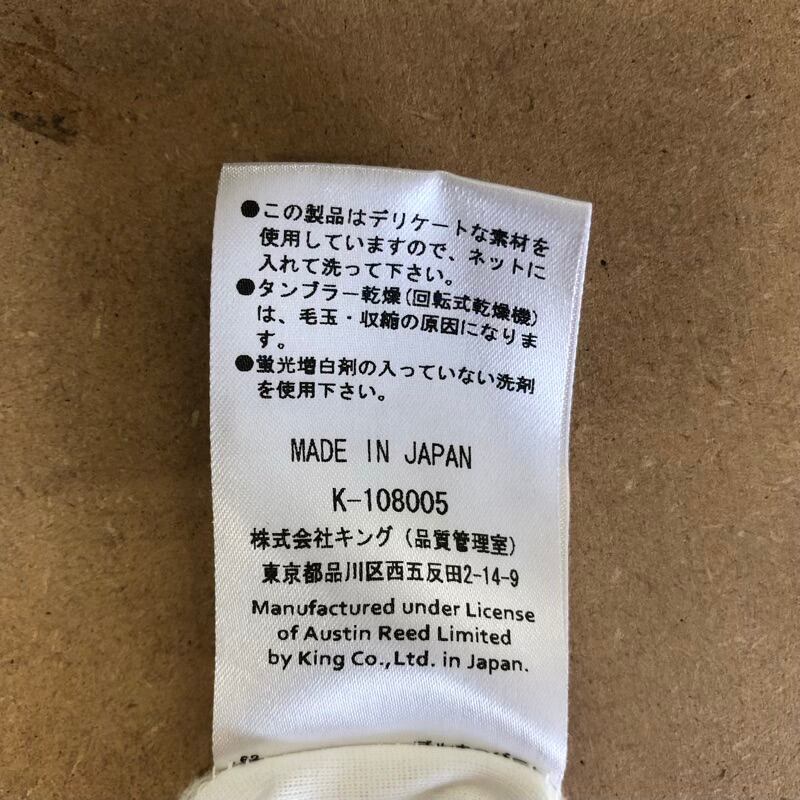 ●この製品はデリケートな素材を
使用していますので、ネットに
入れて洗って下さい。
●タンブラー乾燥(回転式乾燥機)
は、毛玉・収縮の原因になりま
す。
●蛍光増白剤の入っていない洗剤
を使用下さい。
MADE IN JAPAN
K-108005
株式会社キング(品質管理室)
東京都品川区西五反田2-14-9
Manufactured under License
of Austin Reed Limited
by King Co.,Ltd. in Japan.